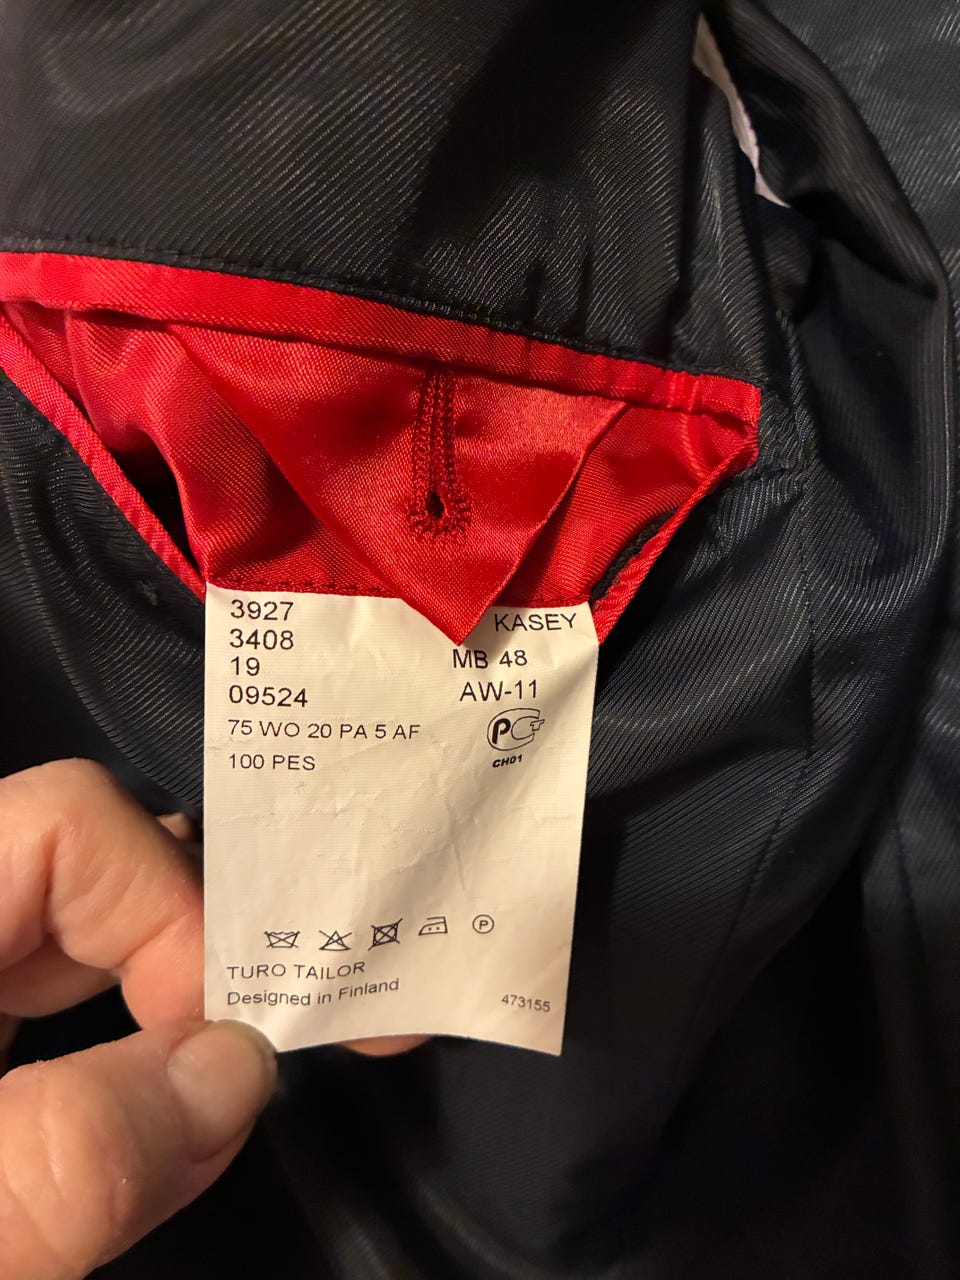 3927 KASEY
3408
19 MB 48
09524 AW-11
75 WO 20 PA 5 AF
100 PES
PCT
CH01
P
TURO TAILOR
Designed in Finland
473155